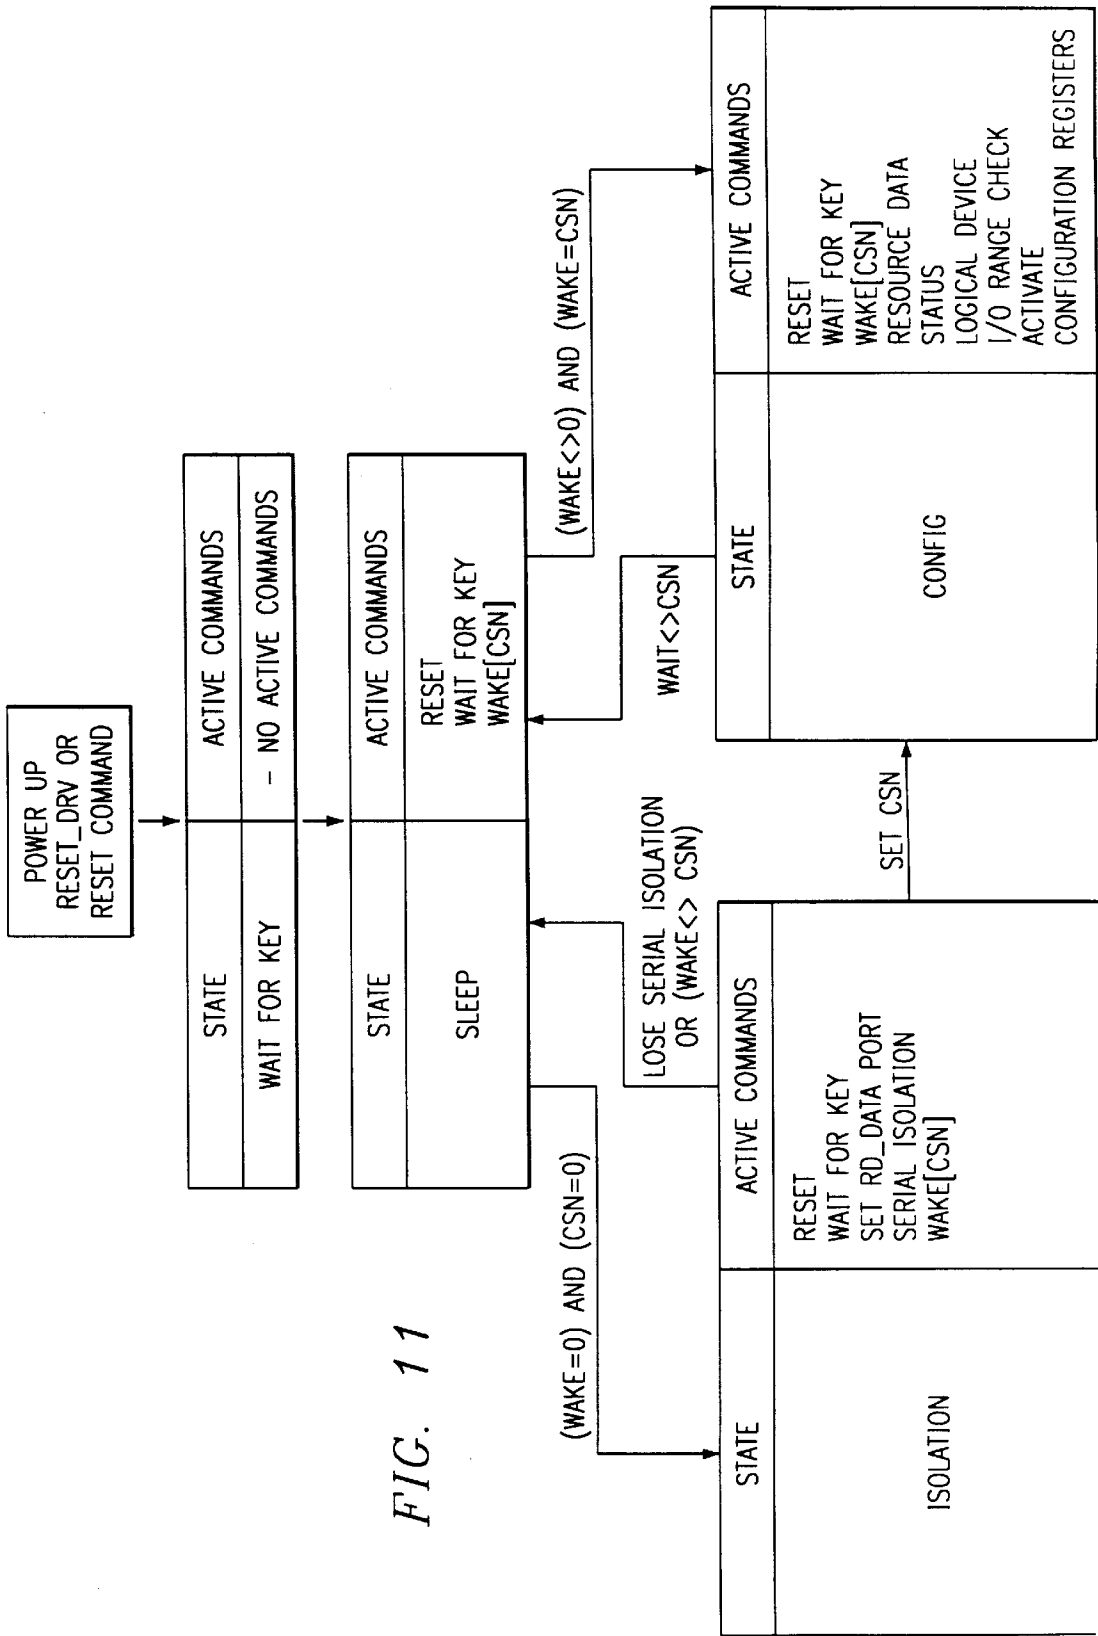 POWER UP
RESET_DRV OR
RESET COMMAND
STATE
ACTIVE COMMANDS
WAIT FOR KEY
- NO ACTIVE COMMANDS
STATE
ACTIVE COMMANDS
SLEEP
RESET
WAIT FOR KEY
WAKE[CSN]
FIG. 11
(WAKE=0) AND (CSN=0)
LOSE SERIAL ISOLATION
OR (WAKE<> CSN)
WAIT<>CSN
(WAKE<>0) AND (WAKE=CSN)
STATE
ACTIVE COMMANDS
ISOLATION
RESET
WAIT FOR KEY
SET RD_DATA PORT
SERIAL ISOLATION
WAKE[CSN]
SET CSN
STATE
ACTIVE COMMANDS
CONFIG
RESET
WAIT FOR KEY
WAKE[CSN]
RESOURCE DATA
STATUS
LOGICAL DEVICE
I/O RANGE CHECK
ACTIVATE
CONFIGURATION REGISTERS